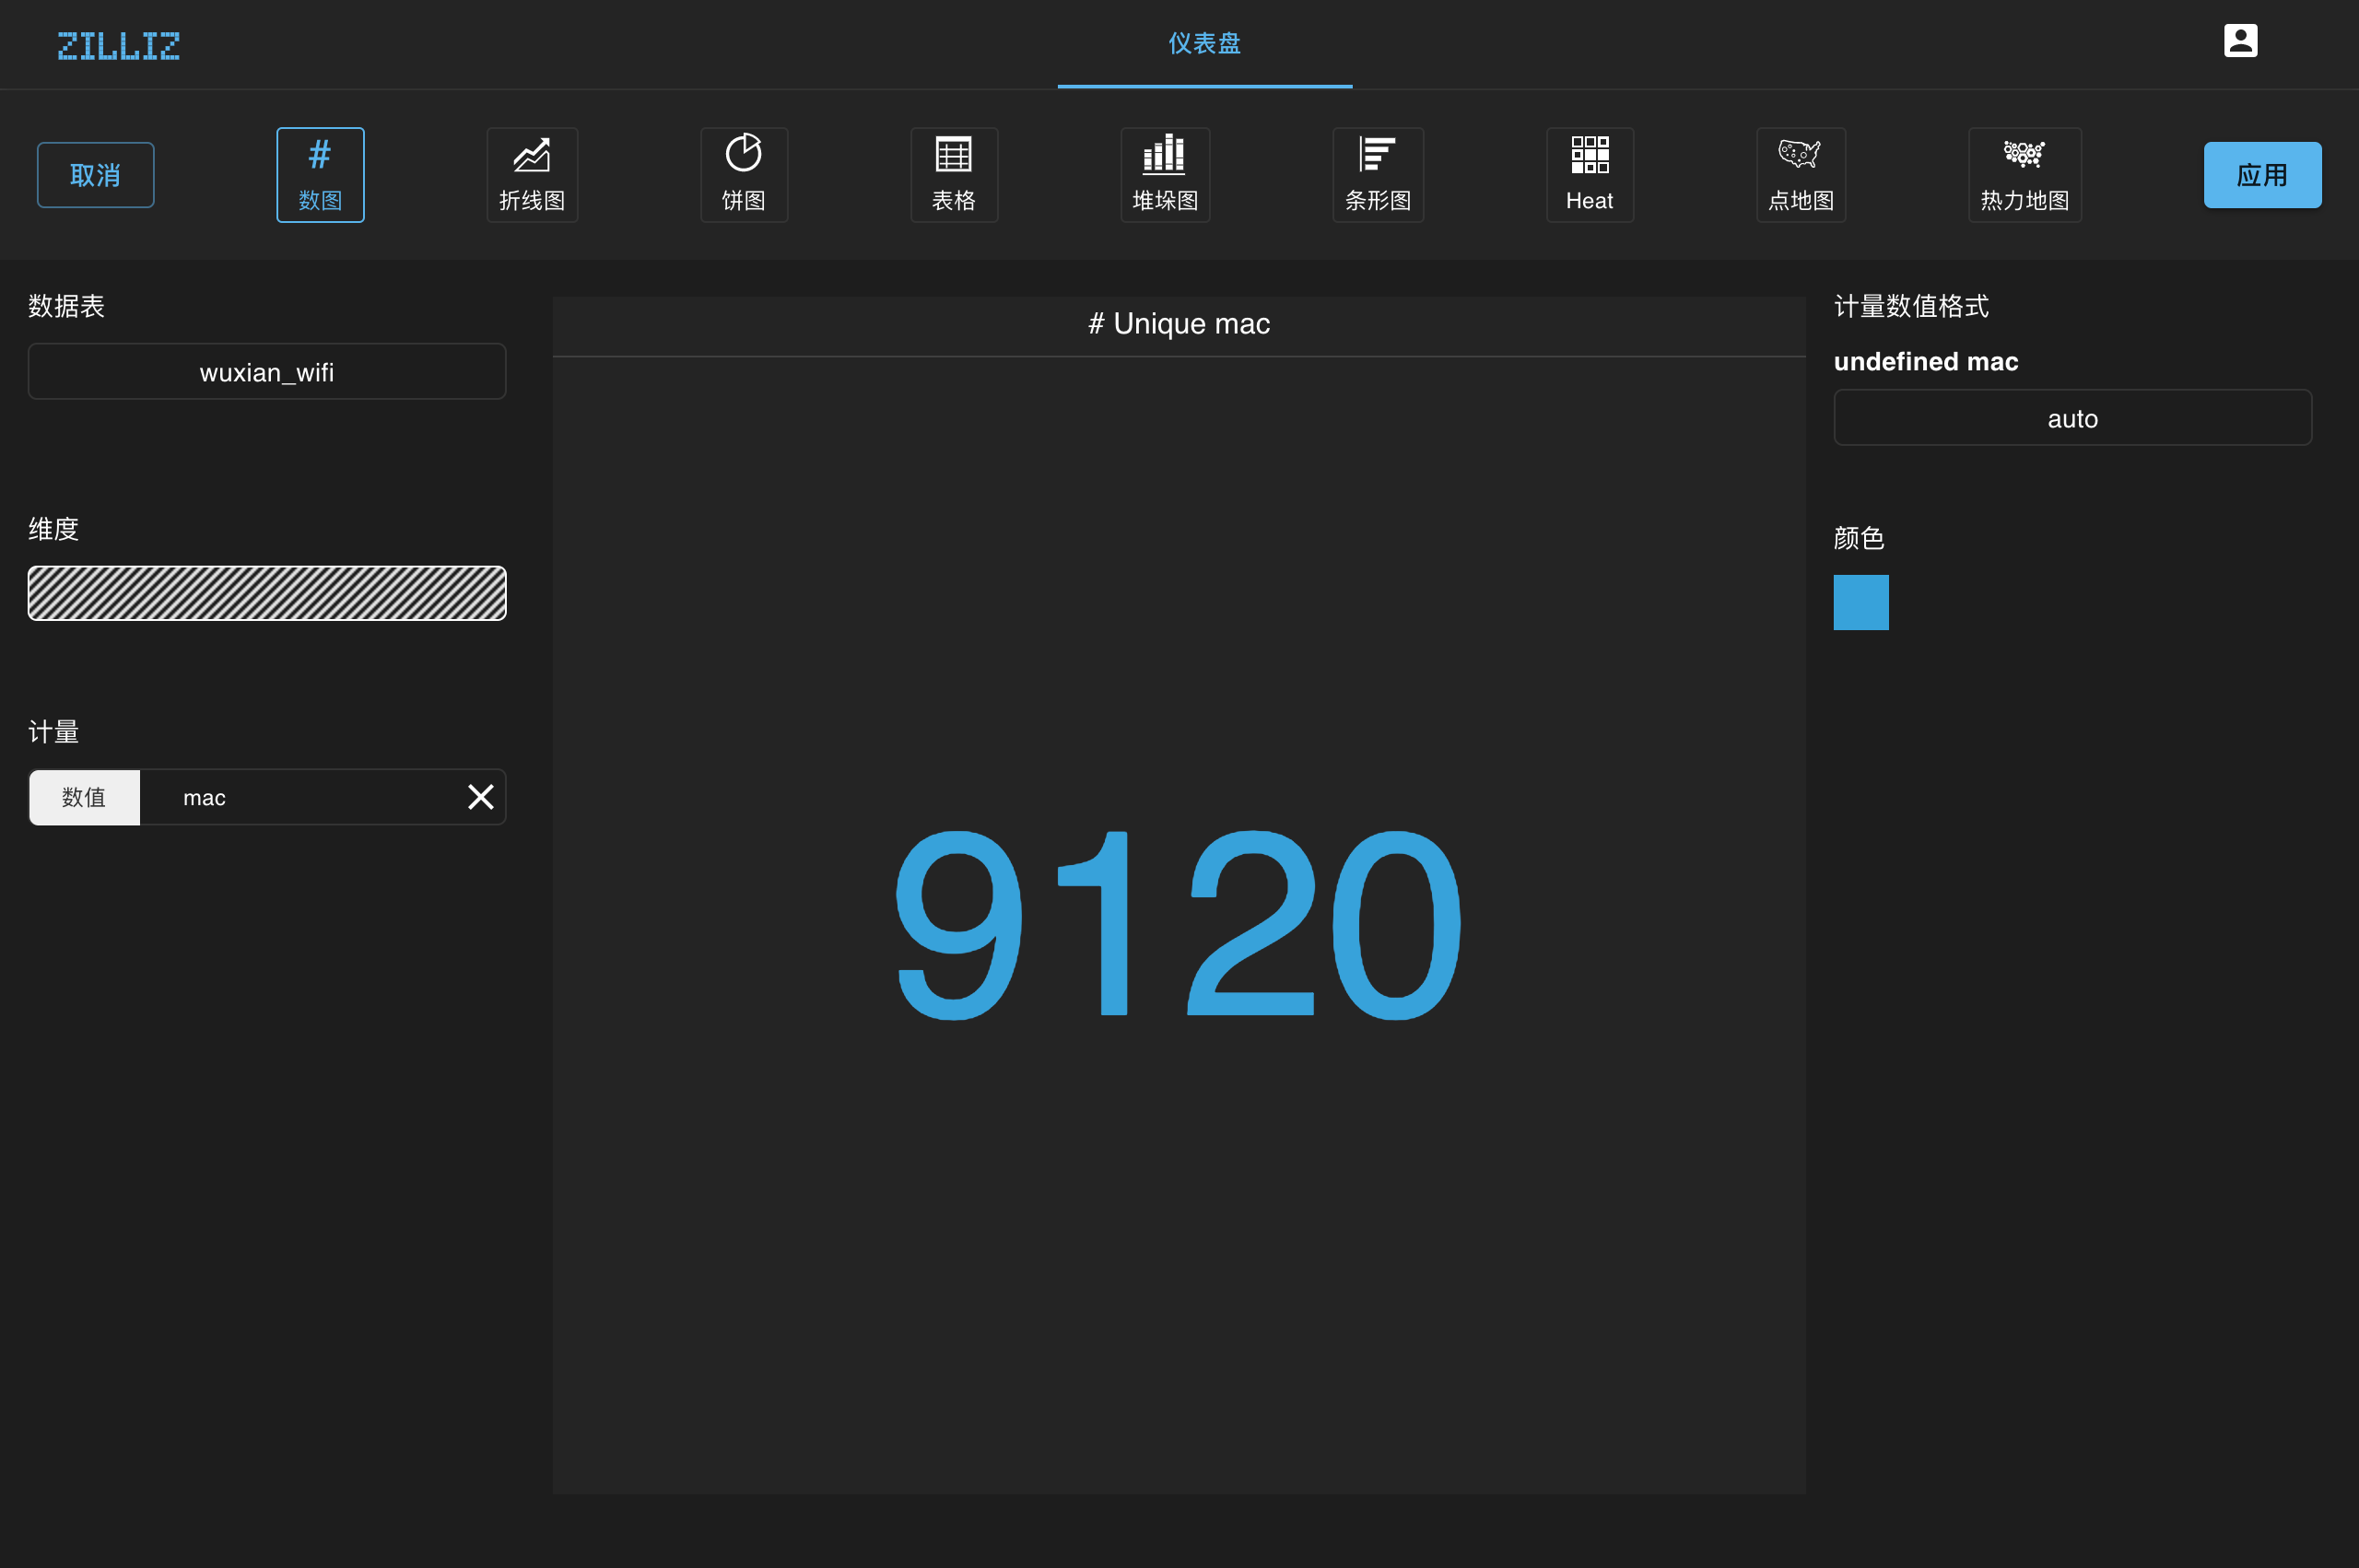 ZILLIZ
仪表盘
取消
#
数图
折线图
饼图
表格
堆垛图
条形图
Heat
点地图
热力地图
应用
数据表
wuxian_wifi
维度
计量
数值 mac
# Unique mac
9120
计量数值格式
undefined mac
auto
颜色